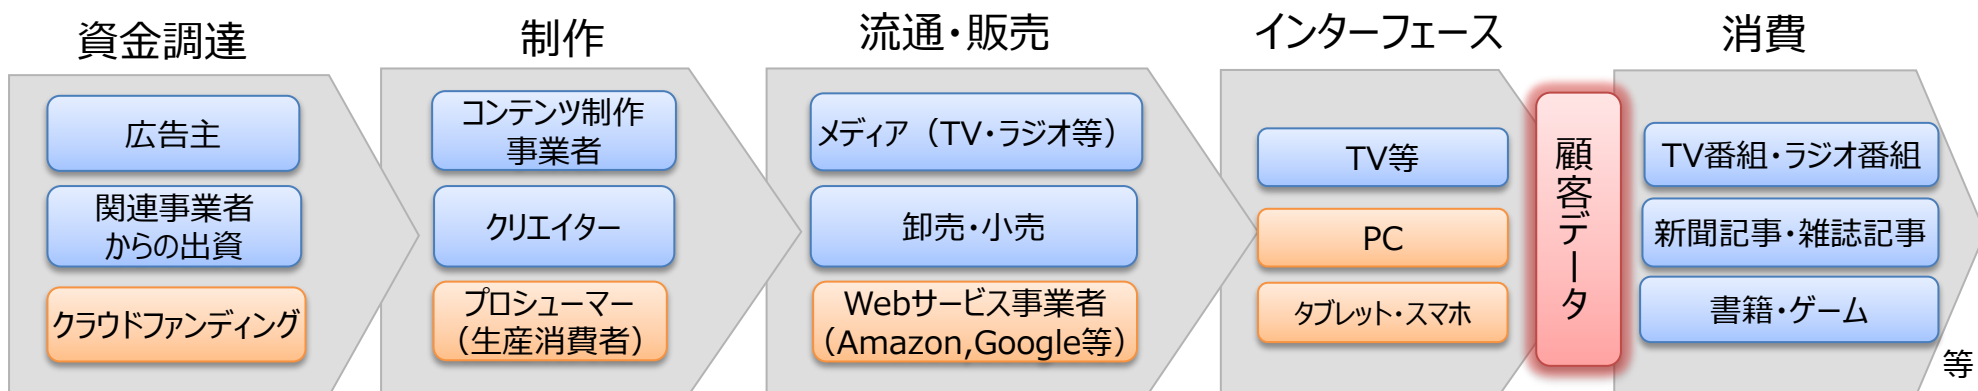 資金調達
広告主
関連事業者
からの出資
クラウドファンディング
制作
コンテンツ制作
事業者
クリエイター
プロシューマー
（生産消費者）
流通・販売
メディア（TV・ラジオ等）
卸売・小売
Webサービス事業者
（Amazon,Google等）
インターフェース
TV等
PC
タブレット・スマホ
顧客データ
消費
TV番組・ラジオ番組
新聞記事・雑誌記事
書籍・ゲーム
等